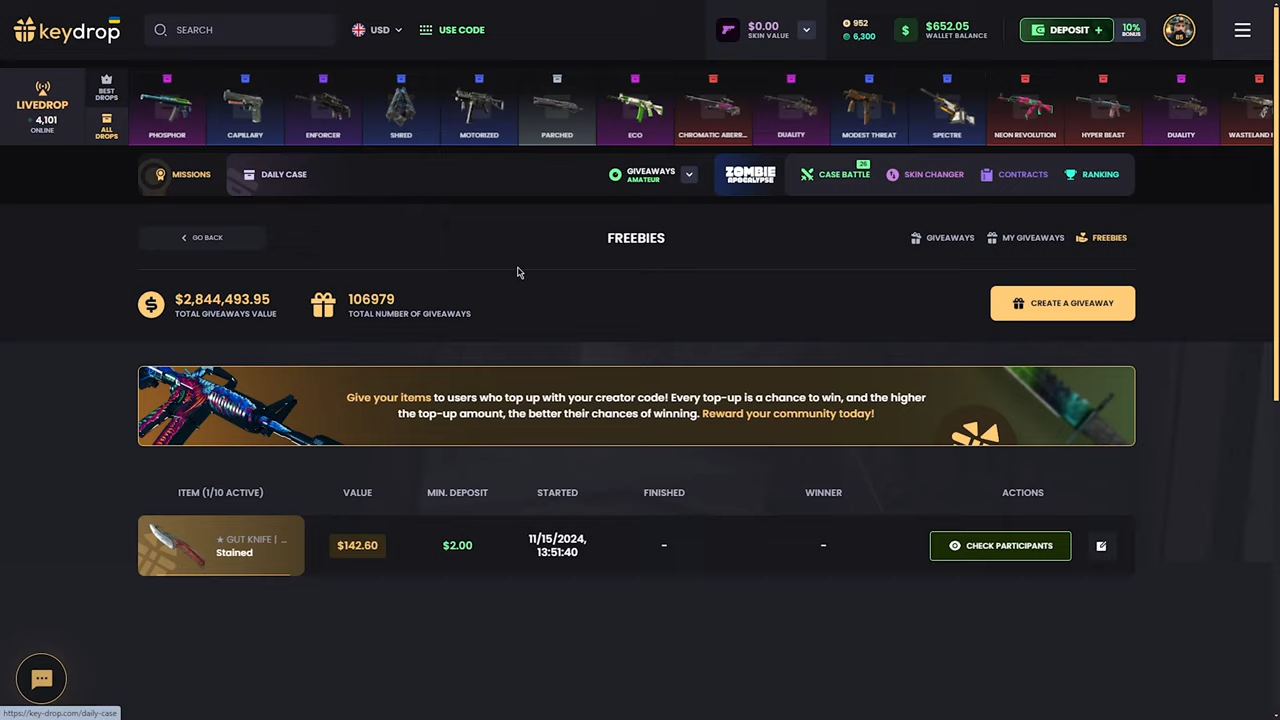 keydrop
SEARCH
USD
USE CODE
$0.00
SKIN VALUE
952
6,300
$
$652.05
WALLET BALANCE
DEPOSIT +
10%
BONUS
85
LIVEDROP
4,101
ONLINE
BEST
DROPS
ALL
DROPS
PHOSPHOR
CAPILLARY
ENFORCER
SHRED
MOTORIZED
PARCHED
ECO
CHROMATIC ABERR...
DUALITY
MODEST THREAT
SPECTRE
NEON REVOLUTION
HYPER BEAST
DUALITY
WASTELAND
MISSIONS
DAILY CASE
GIVEAWAYS
AMATEUR
ZOMBIE
APOCALYPSE
CASE BATTLE
26
SKIN CHANGER
CONTRACTS
RANKING
GO BACK
FREEBIES
GIVEAWAYS
MY GIVEAWAYS
FREEBIES
$2,844,493.95
TOTAL GIVEAWAYS VALUE
106979
TOTAL NUMBER OF GIVEAWAYS
CREATE A GIVEAWAY
Give your items to users who top up with your creator code! Every top-up is a chance to win, and the higher
the top-up amount, the better their chances of winning. Reward your community today!
ITEM (1/10 ACTIVE)
VALUE
MIN. DEPOSIT
STARTED
FINISHED
WINNER
ACTIONS
★ GUT KNIFE | ...
Stained
$142.60
$2.00
11/15/2024,
13:51:40
-
-
CHECK PARTICIPANTS
https://key-drop.com/daily-case